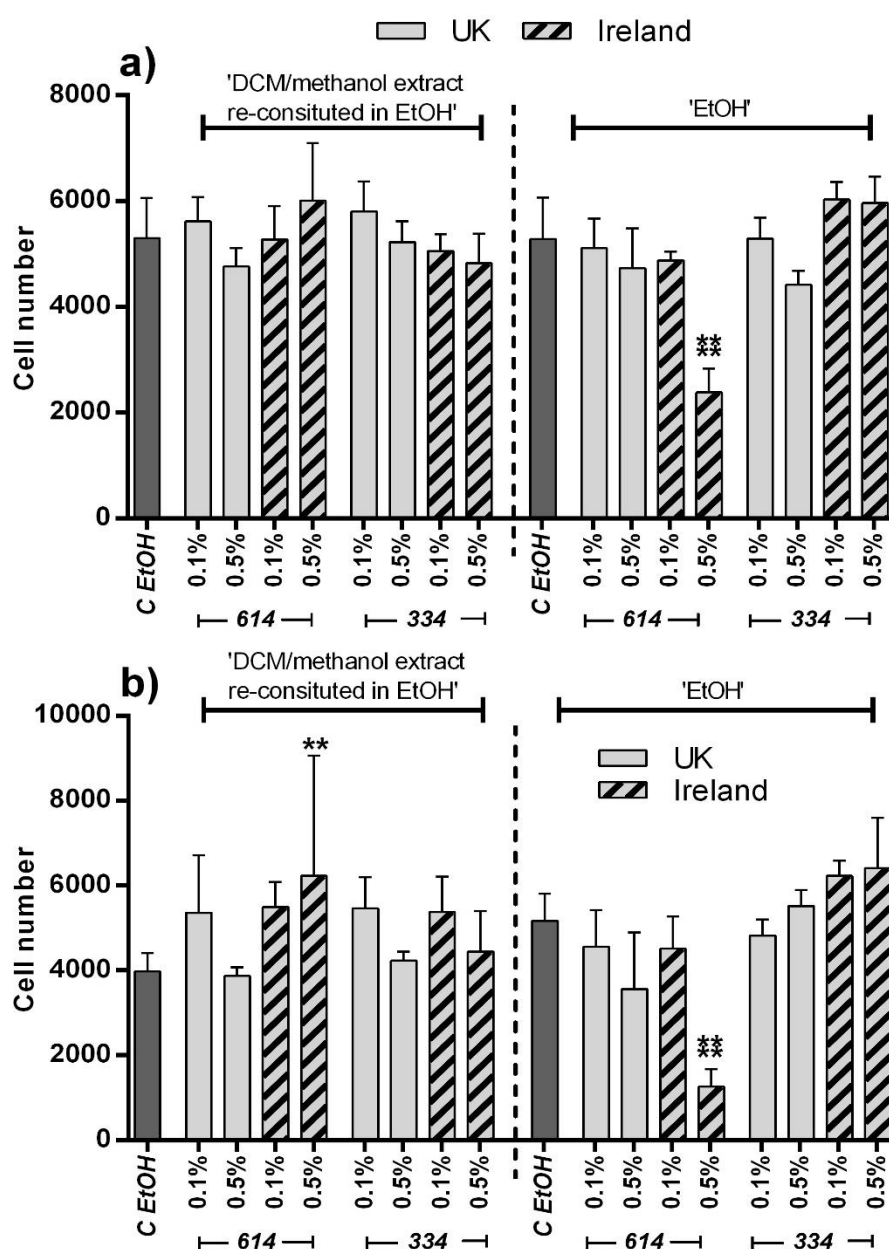 UK Ireland
a)
'DCM/methanol extract
re-consituted in EtOH'
'EtOH'
8000
6000
4000
2000
0
Cell number
**
**
C EtOH 0.1% 0.5% 0.1% 0.5% 0.1% 0.5% 0.1% 0.5% C EtOH 0.1% 0.5% 0.1% 0.5% 0.1% 0.5% 0.1% 0.5%
614 334 614 334
b)
'DCM/methanol extract
re-consituted in EtOH'
'EtOH'
10000
8000
6000
4000
2000
0
Cell number
**
UK
Ireland
**
**
C EtOH 0.1% 0.5% 0.1% 0.5% 0.1% 0.5% 0.1% 0.5% C EtOH 0.1% 0.5% 0.1% 0.5% 0.1% 0.5% 0.1% 0.5%
614 334 614 334